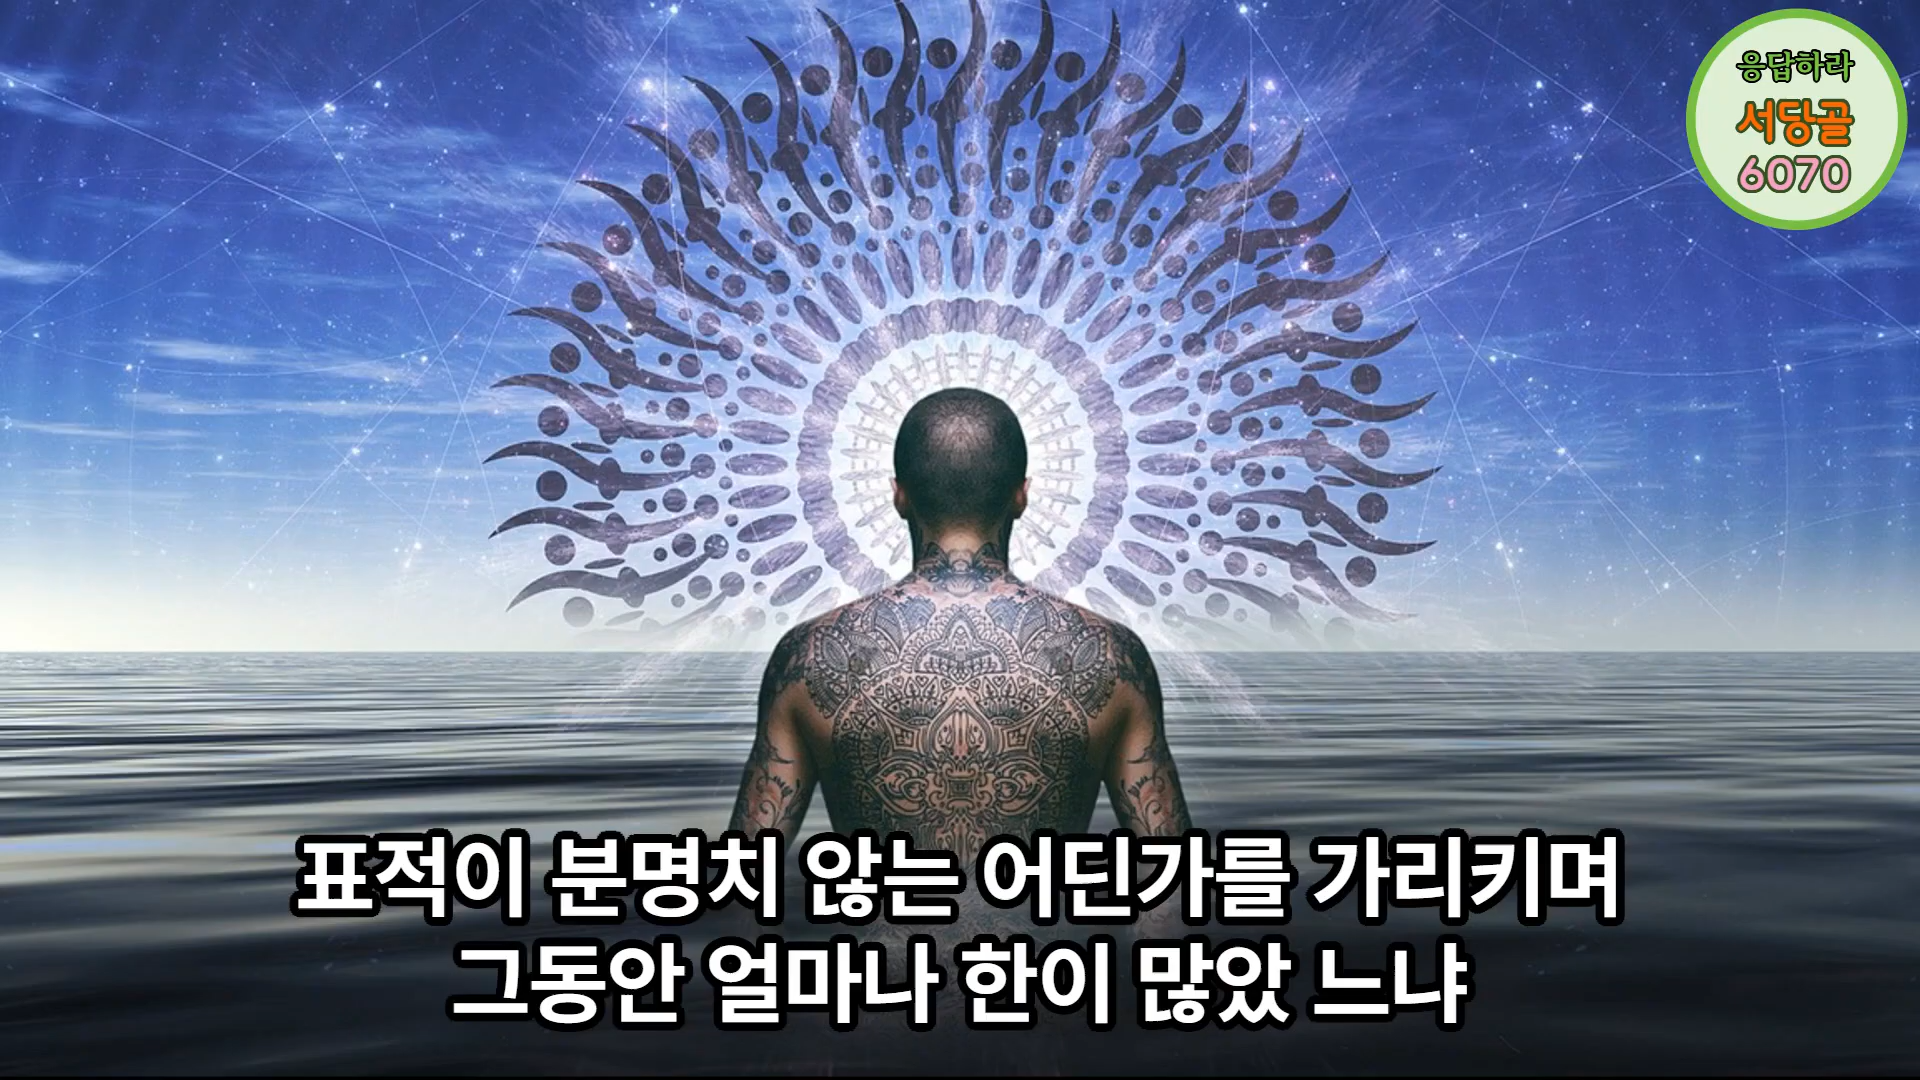 응답하라
서당골
6070
표적이 분명치 않는 어딘가를 가리키며
그동안 얼마나 한이 많았 느냐